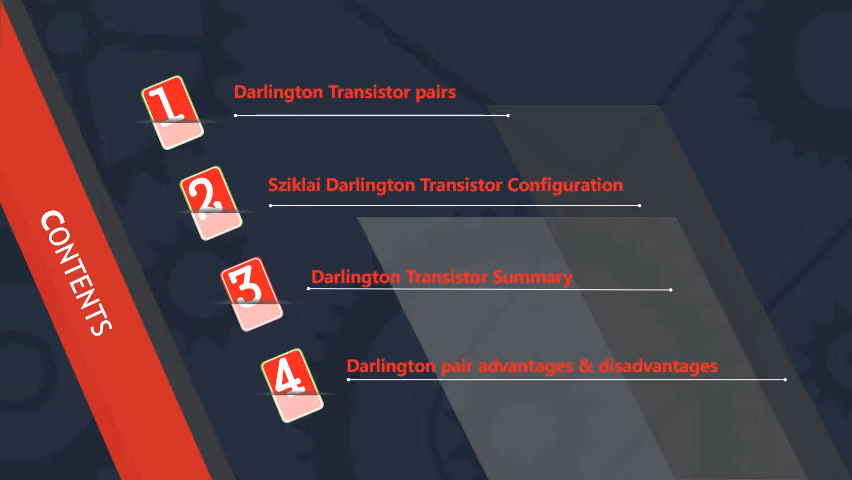 CONTENTS
1
Darlington Transistor pairs
2
Sziklai Darlington Transistor Configuration
3
Darlington Transistor Summary
4
Darlington pair advantages & disadvantages